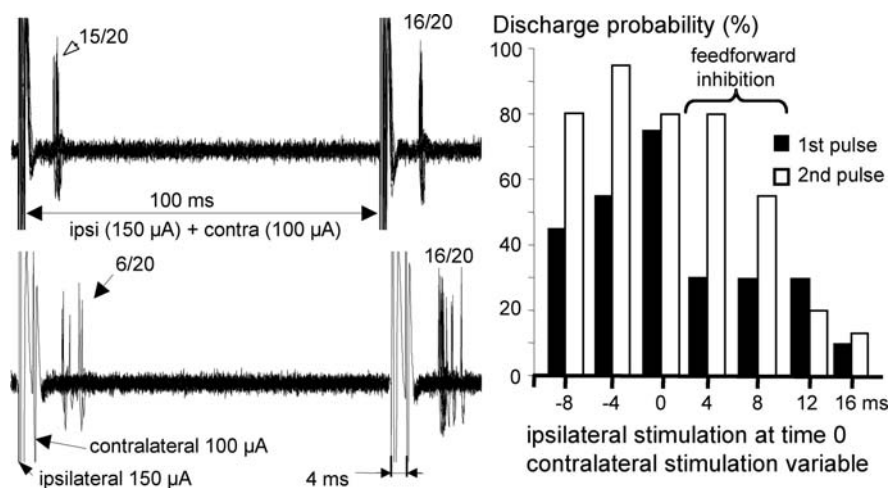 15/20
16/20
100 ms
ipsi (150 µA) + contra (100 µA)
6/20
16/20
contralateral 100 µA
ipsilateral 150 µA
4 ms
Discharge probability (%)
100
80
60
40
20
0
feedforward
inhibition
1st pulse
2nd pulse
-8 -4 0 4 8 12 16 ms
ipsilateral stimulation at time 0
contralateral stimulation variable